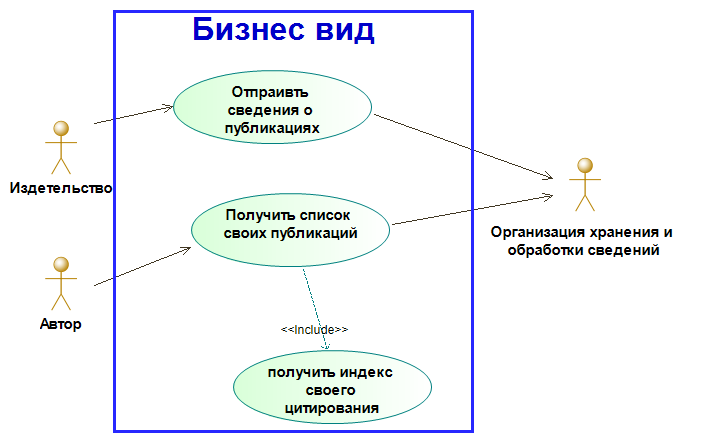 Бизнес вид
Отпраивть
сведения о
публикациях
Издетельство
Получить список
своих публикаций
Организация хранения и
обработки сведений
Автор
<<Include>>
получить индекс
своего
цитирования